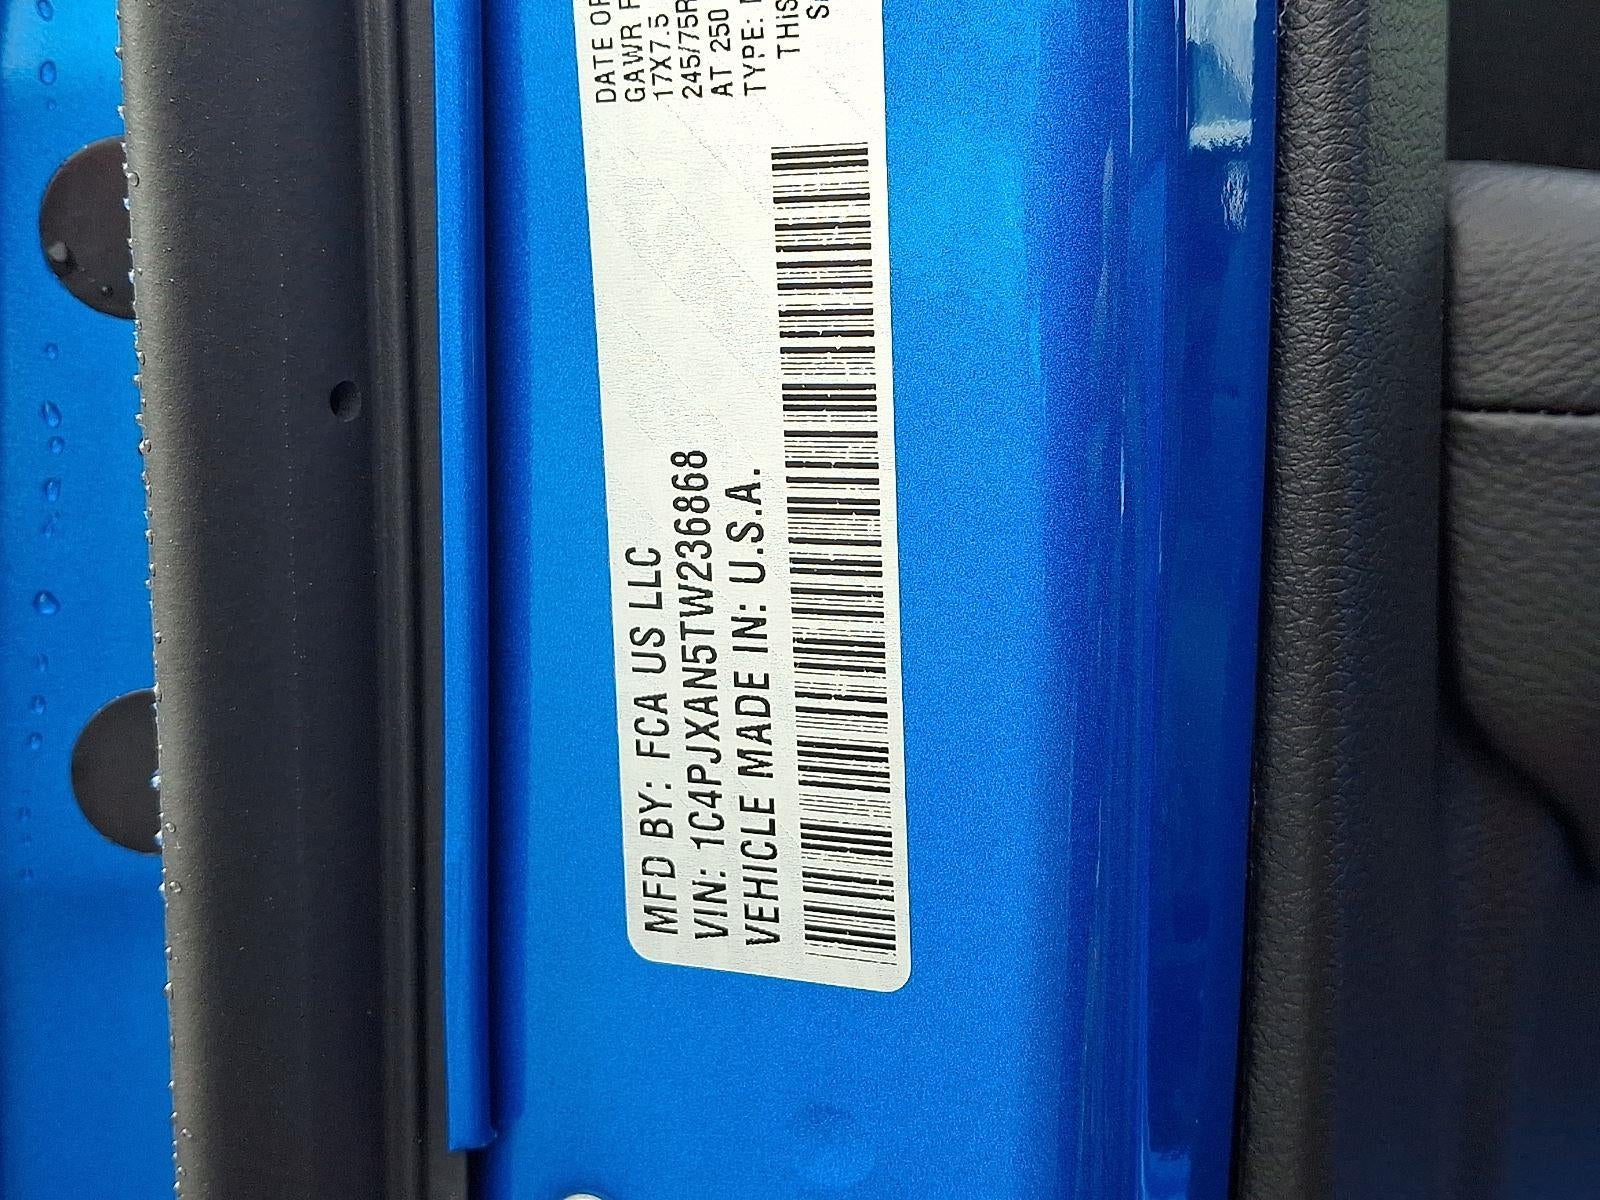 MFD BY: FCA US LLC
VIN: 1C4PJXAN5TW236868
VEHICLE MADE IN: U.S.A.
DATE OF
GAWR
17X7.5
245/75R
AT 250
TYPE:
THIS